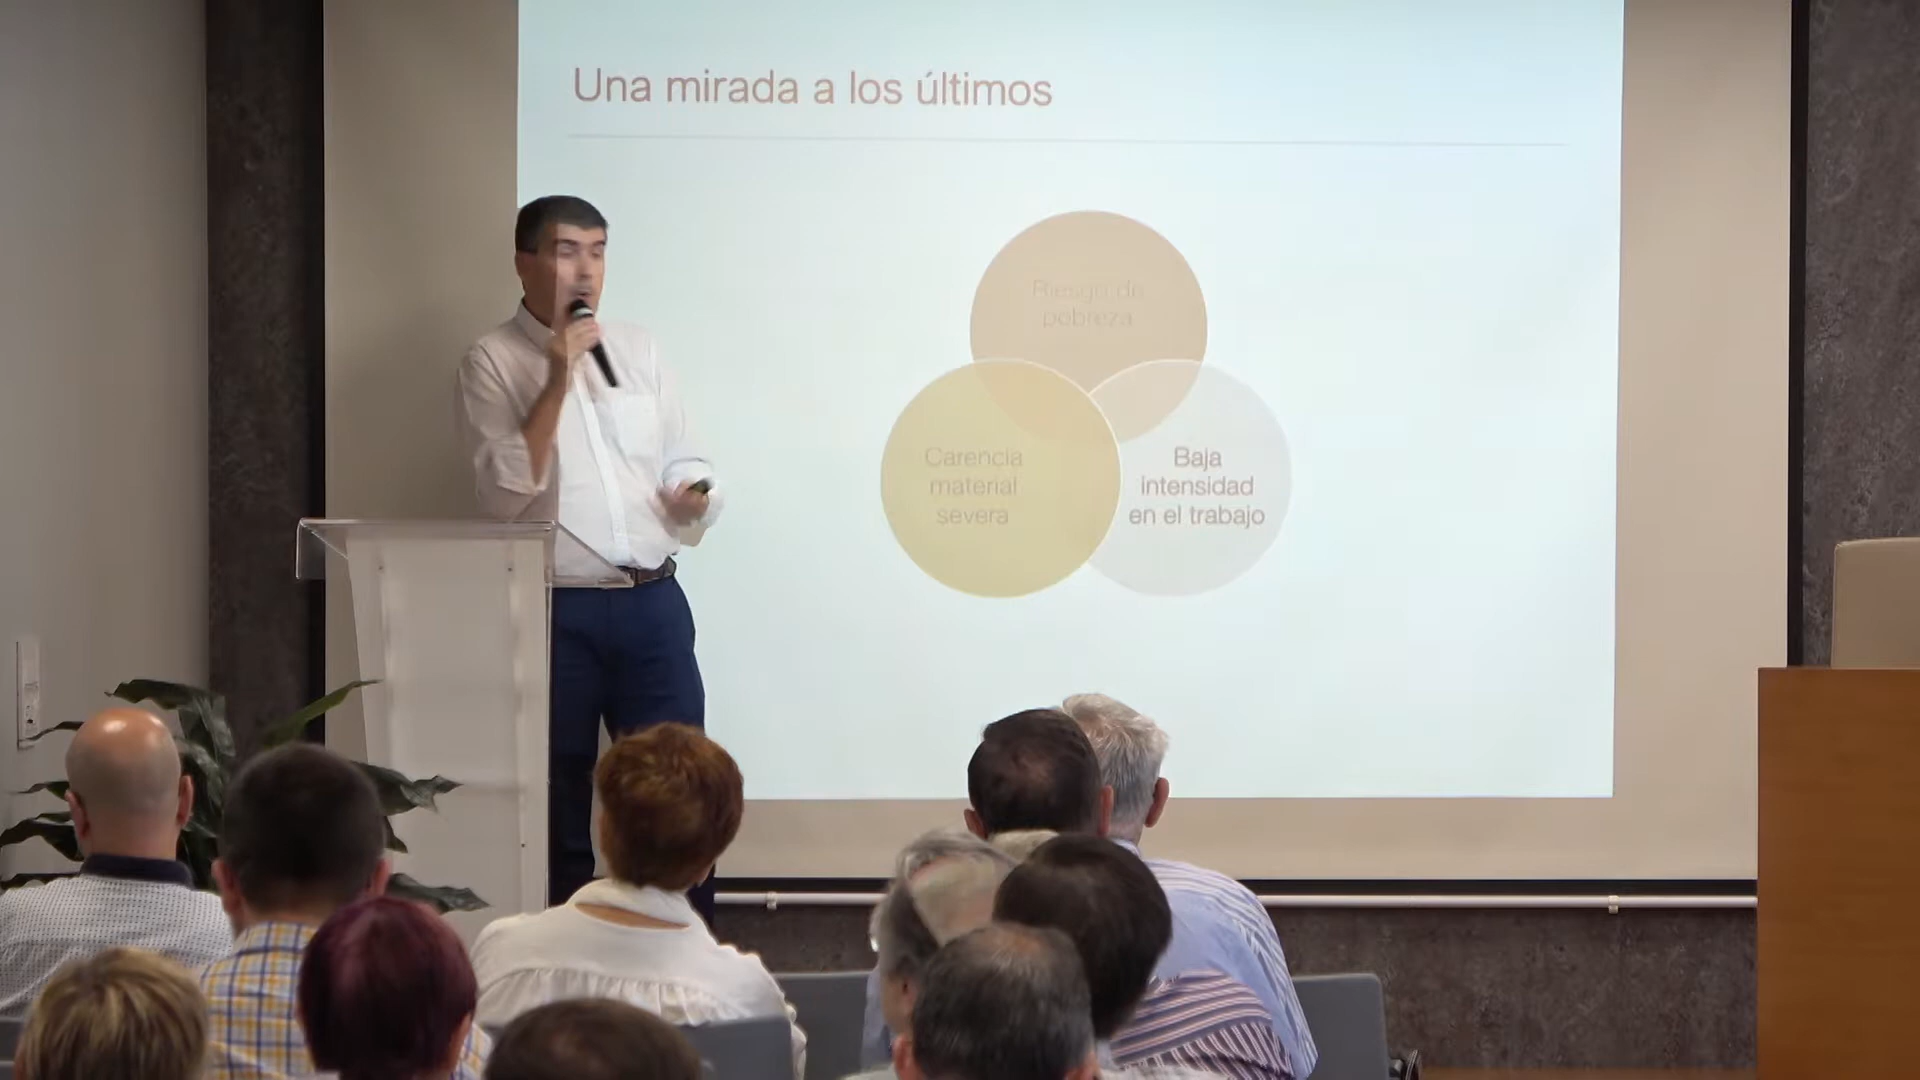 Una mirada a los últimos
Riesgo de
pobreza
Carencia
material
severa
Baja
intensidad
en el trabajo